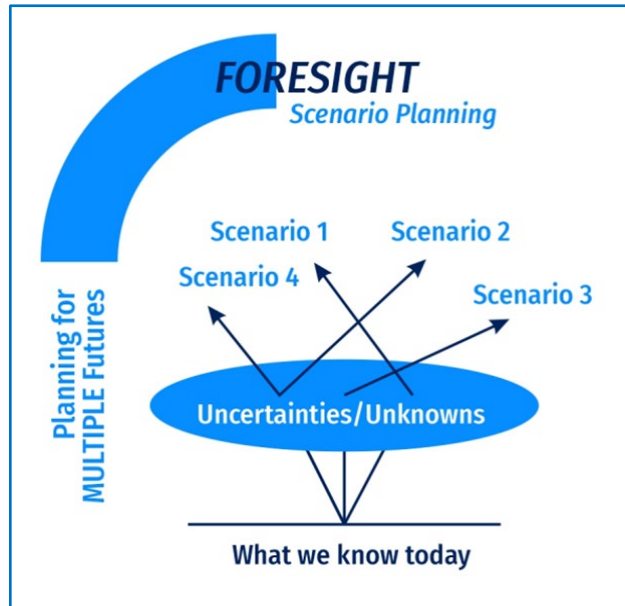 FORESIGHT
Scenario Planning
Scenario 1
Scenario 2
Scenario 4
Scenario 3
Planning for
MULTIPLE Futures
Uncertainties/Unknowns
What we know today